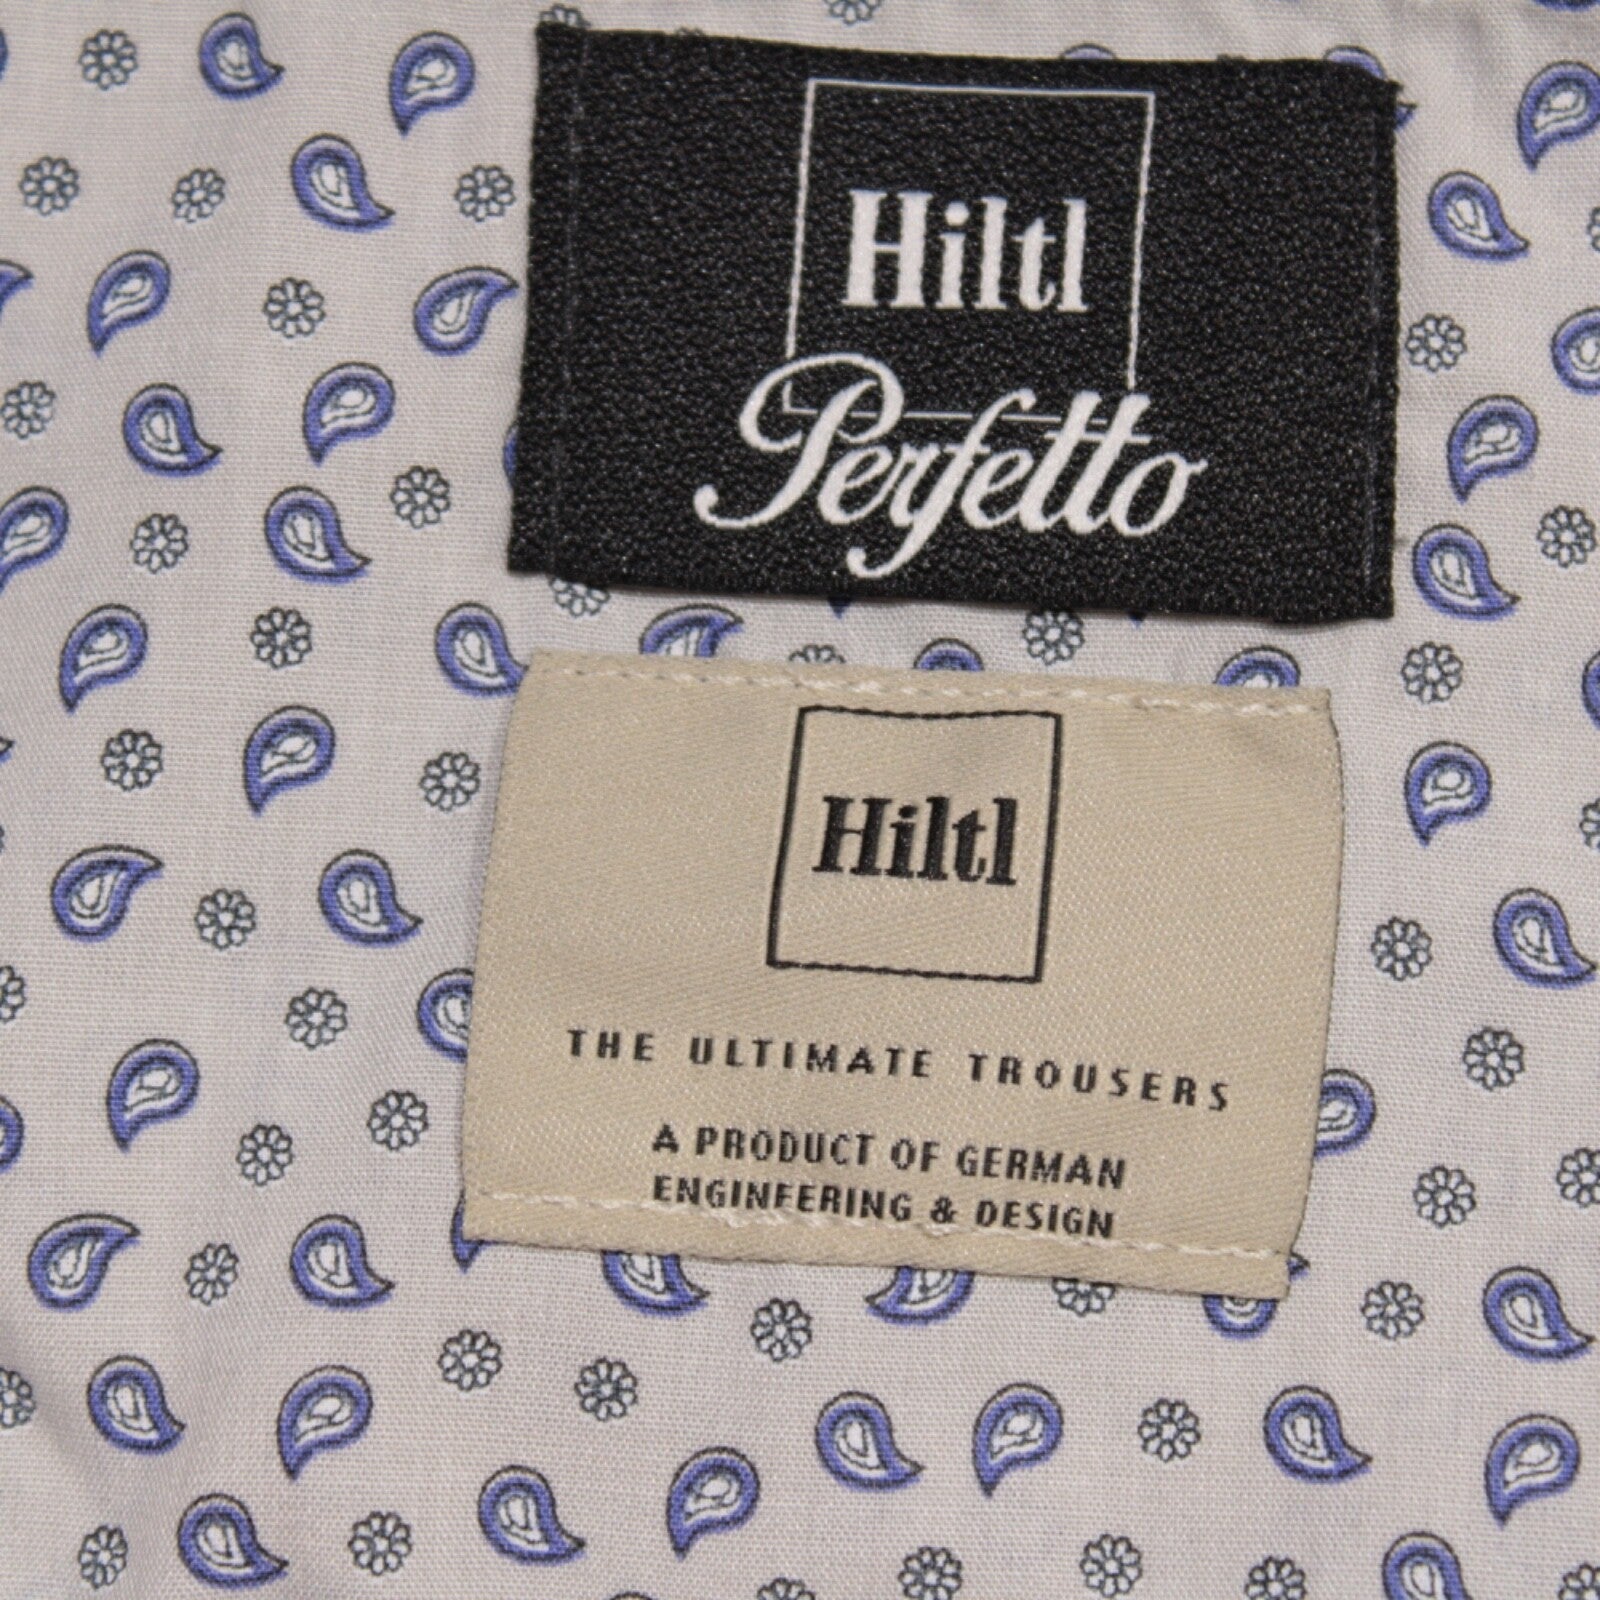 Hiltl
Perfetto
Hiltl
THE ULTIMATE TROUSERS
A PRODUCT OF GERMAN
ENGINEERING & DESIGN